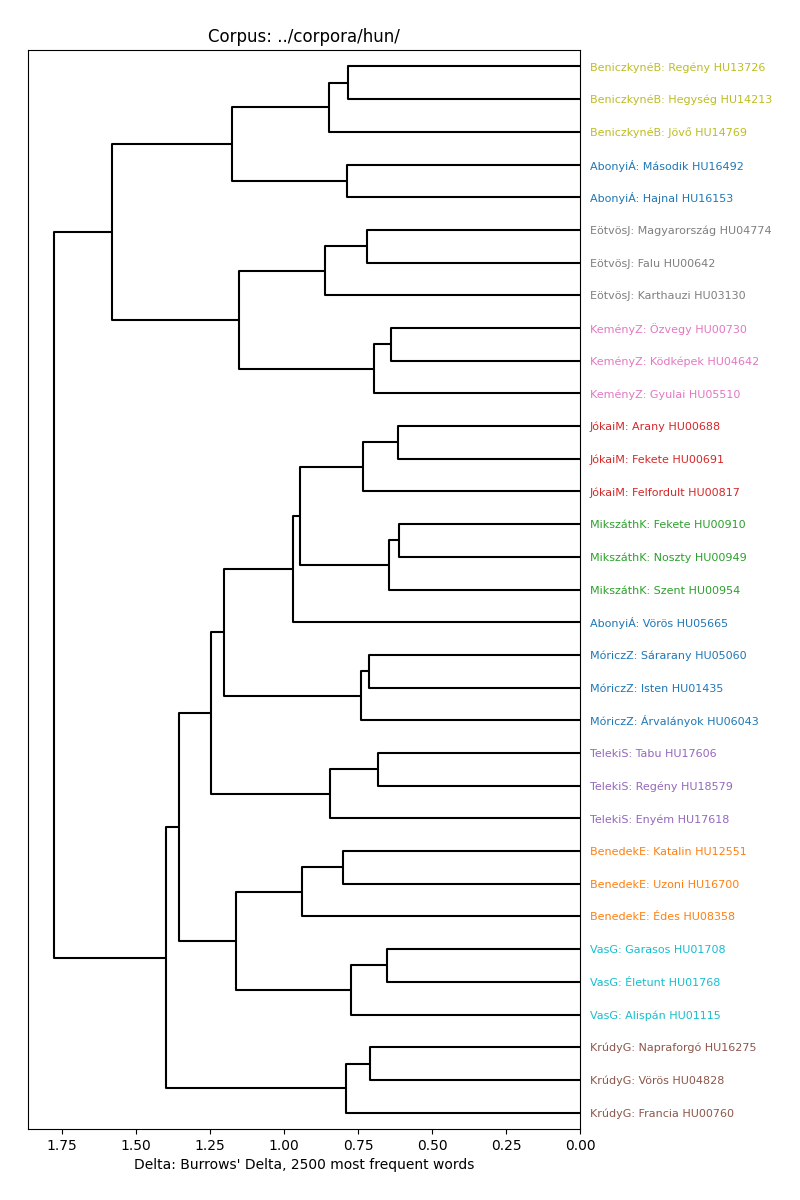 Corpus: ../corpora/hun/
BeniczkynéB: Regény HU13726
BeniczkynéB: Hegység HU14213
BeniczkynéB: Jövő HU14769
AbonyiÁ: Második HU16492
AbonyiÁ: Hajnal HU16153
EötvösJ: Magyarország HU04774
EötvösJ: Falu HU00642
EötvösJ: Karthauzi HU03130
KeményZ: Özvegy HU00730
KeményZ: Ködképek HU04642
KeményZ: Gyulai HU05510
JókaiM: Arany HU00688
JókaiM: Fekete HU00691
JókaiM: Felfordult HU00817
MikszáthK: Fekete HU00910
MikszáthK: Noszty HU00949
MikszáthK: Szent HU00954
AbonyiÁ: Vörös HU05665
MóriczZ: Sárarany HU05060
MóriczZ: Isten HU01435
MóriczZ: Árvalányok HU06043
TelekiS: Tabu HU17606
TelekiS: Regény HU18579
TelekiS: Enyém HU17618
BenedekE: Katalin HU12551
BenedekE: Uzoni HU16700
BenedekE: Édes HU08358
VasG: Garasos HU01708
VasG: Életunt HU01768
VasG: Alispán HU01115
KrúdyG: Napraforgó HU16275
KrúdyG: Vörös HU04828
KrúdyG: Francia HU00760
1.75 1.50 1.25 1.00 0.75 0.50 0.25 0.00
Delta: Burrows' Delta, 2500 most frequent words